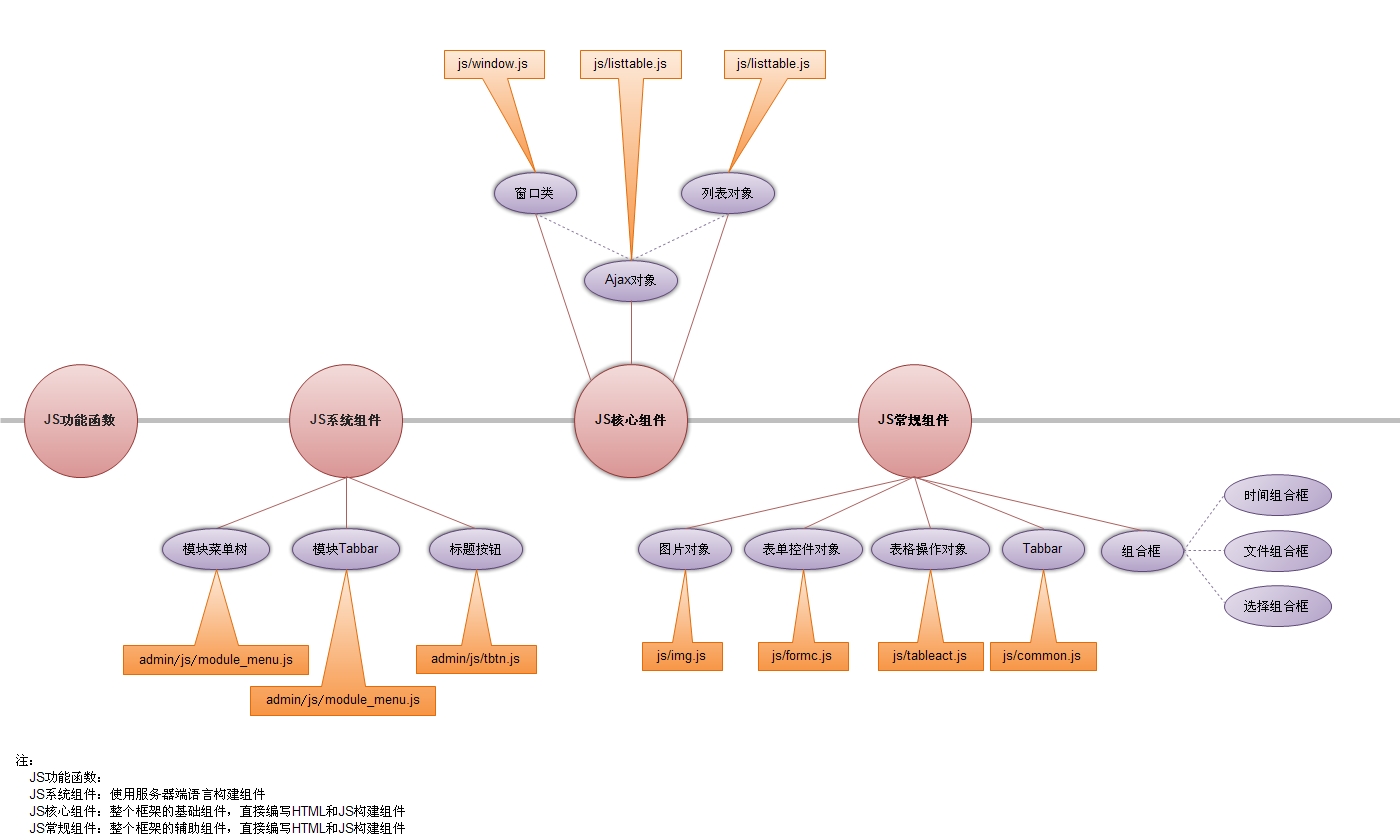 js/window.js
js/listtable.js
js/listtable.js
窗口类
列表对象
Ajax对象
JS功能函数
JS系统组件
JS核心组件
JS常规组件
时间组合框
模块菜单树
模块Tabbar
标题按钮
图片对象
表单控件对象
表格操作对象
Tabbar
组合框
文件组合框
选择组合框
admin/js/module_menu.js
admin/js/tbtn.js
js/img.js
js/formc.js
js/tableact.js
js/common.js
admin/js/module_menu.js
注:
JS功能函数:
JS系统组件: 使用服务器端语言构建组件
JS核心组件: 整个框架的基础组件, 直接编写HTML和JS构建组件
JS常规组件: 整个框架的辅助组件, 直接编写HTML和JS构建组件